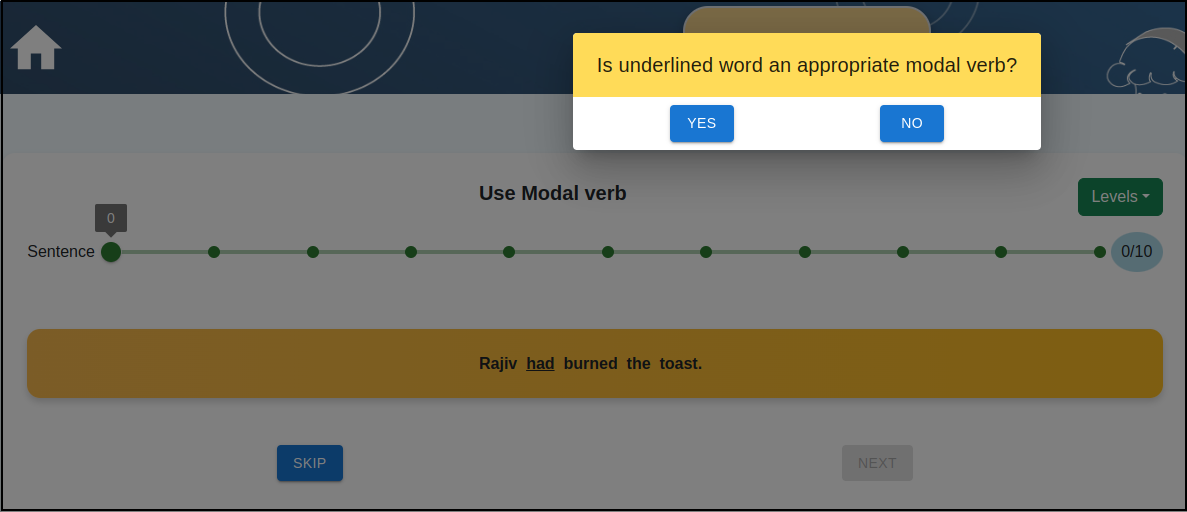 Is underlined word an appropriate modal verb?
YES
NO
Use Modal verb
Levels
0
Sentence
0/10
Rajiv had burned the toast.
SKIP
NEXT